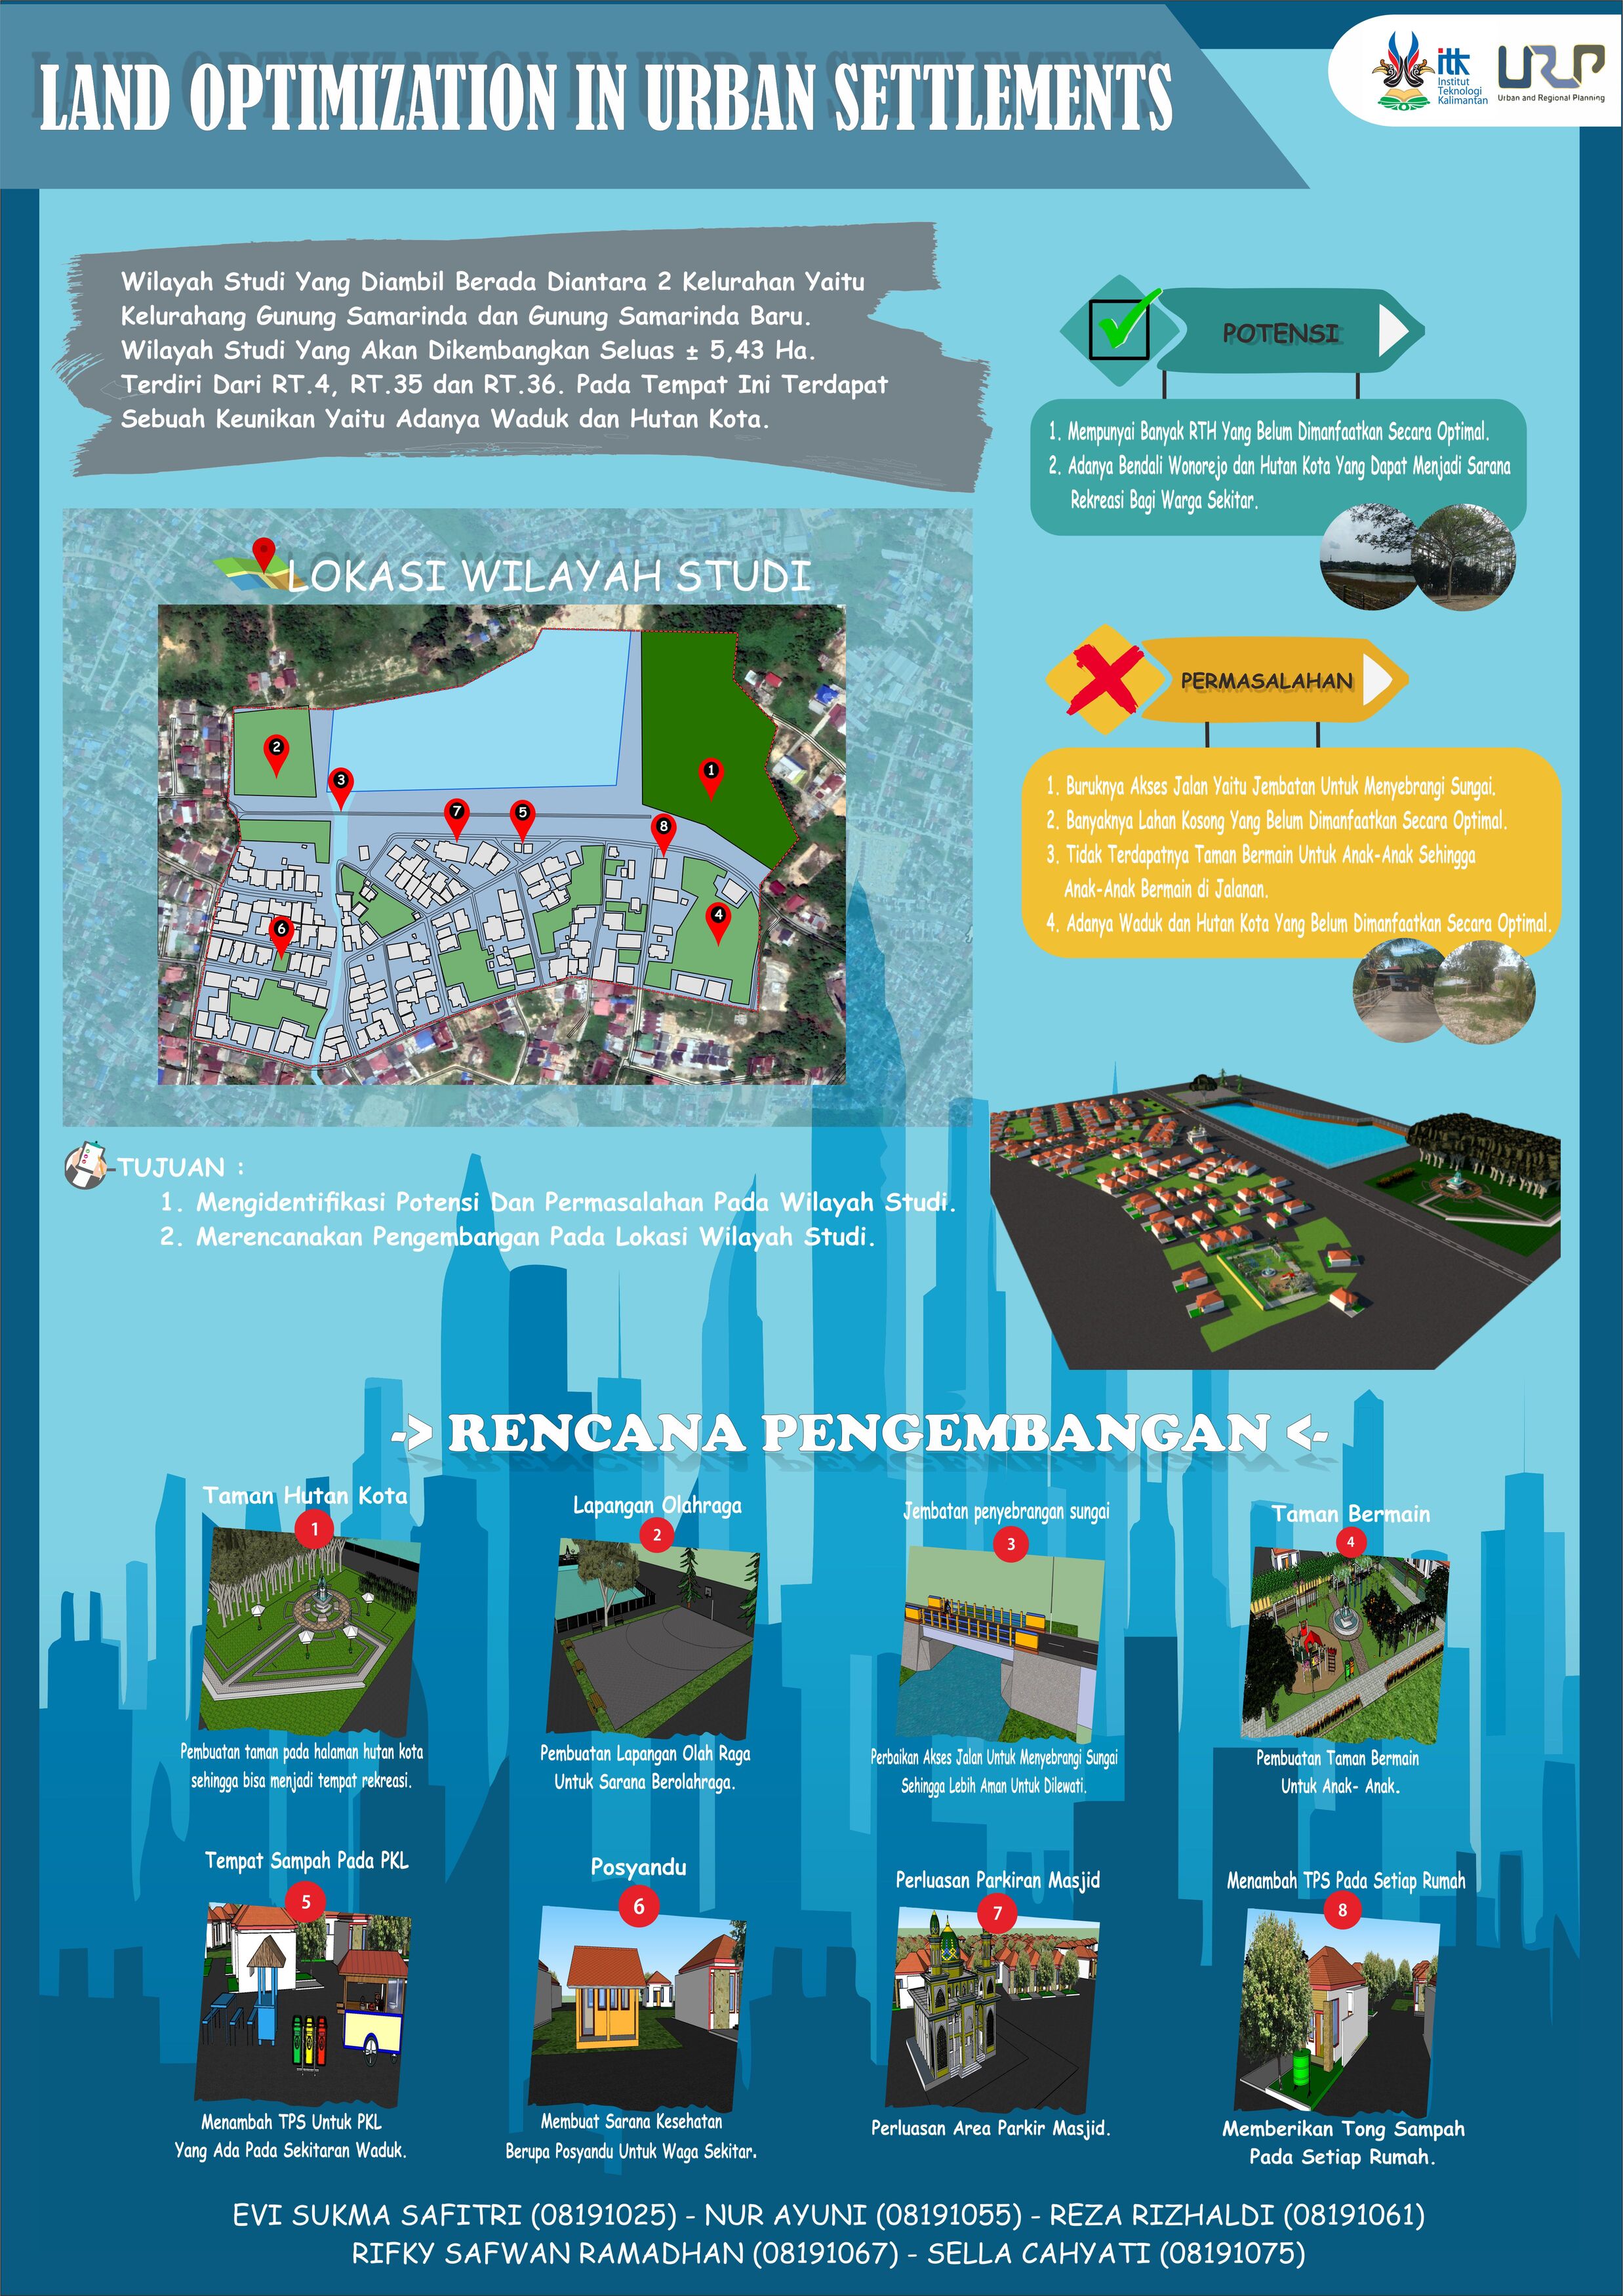 LAND OPTIMIZATION IN URBAN SETTLEMENTS
itk
Institut
Teknologi
Kalimantan
URP
Urban and Regional Planning
Wilayah Studi Yang Diambil Berada Diantara 2 Kelurahan Yaitu
Kelurahang Gunung Samarinda dan Gunung Samarinda Baru.
Wilayah Studi Yang Akan Dikembangkan Seluas ± 5,43 Ha.
Terdiri Dari RT.4, RT.35 dan RT.36. Pada Tempat Ini Terdapat
Sebuah Keunikan Yaitu Adanya Waduk dan Hutan Kota.
POTENSI
1. Mempunyai Banyak RTH Yang Belum Dimanfaatkan Secara Optimal.
2. Adanya Bendali Wonorejo dan Hutan Kota Yang Dapat Menjadi Sarana
Rekreasi Bagi Warga Sekitar.
LOKASI WILAYAH STUDI
2
3
1
7
5
8
4
6
PERMASALAHAN
1. Buruknya Akses Jalan Yaitu Jembatan Untuk Menyebrangi Sungai.
2. Banyaknya Lahan Kosong Yang Belum Dimanfaatkan Secara Optimal.
3. Tidak Terdapatnya Taman Bermain Untuk Anak-Anak Sehingga
Anak-Anak Bermain di Jalanan.
4. Adanya Waduk dan Hutan Kota Yang Belum Dimanfaatkan Secara Optimal.
TUJUAN :
1. Mengidentifikasi Potensi Dan Permasalahan Pada Wilayah Studi.
2. Merencanakan Pengembangan Pada Lokasi Wilayah Studi.
-> RENCANA PENGEMBANGAN <-
Taman Hutan Kota
1
Pembuatan taman pada halaman hutan kota
sehingga bisa menjadi tempat rekreasi.
Lapangan Olahraga
2
Pembuatan Lapangan Olah Raga
Untuk Sarana Berolahraga.
Jembatan penyebrangan sungai
3
Perbaikan Akses Jalan Untuk Menyebrangi Sungai
Sehingga Lebih Aman Untuk Dilewati.
Taman Bermain
4
Pembuatan Taman Bermain
Untuk Anak- Anak.
Tempat Sampah Pada PKL
5
Menambah TPS Untuk PKL
Yang Ada Pada Sekitaran Waduk.
Posyandu
6
Membuat Sarana Kesehatan
Berupa Posyandu Untuk Waga Sekitar.
Perluasan Parkiran Masjid
7
Perluasan Area Parkir Masjid.
Menambah TPS Pada Setiap Rumah
8
Memberikan Tong Sampah
Pada Setiap Rumah.
EVI SUKMA SAFITRI (08191025) - NUR AYUNI (08191055) - REZA RIZHALDI (08191061)
RIFKY SAFWAN RAMADHAN (08191067) - SELLA CAHYATI (08191075)